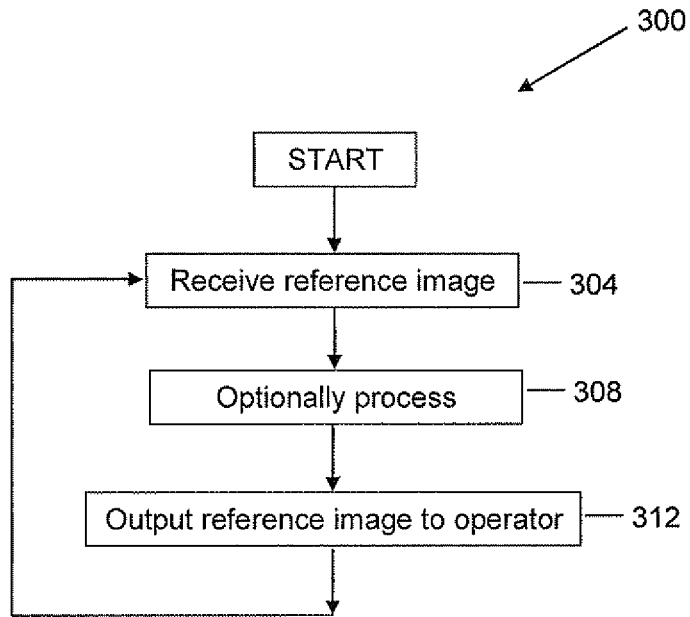 300
START
Receive reference image
304
Optionally process
308
Output reference image to operator
312